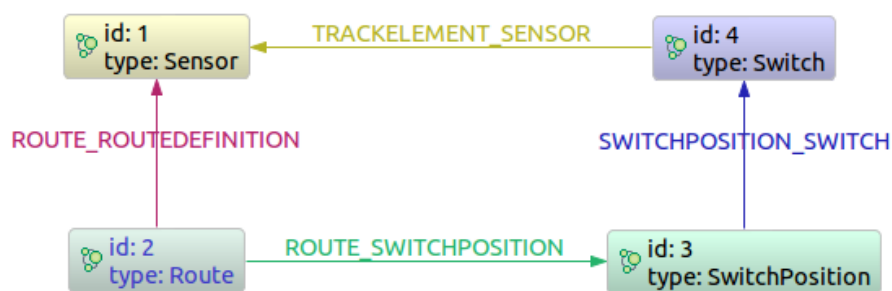 id: 1
type: Sensor
TRACKELEMENT_SENSOR
id: 4
type: Switch
ROUTE_ROUTEDEFINITION
SWITCHPOSITION_SWITCH
id: 2
type: Route
ROUTE_SWITCHPOSITION
id: 3
type: SwitchPosition